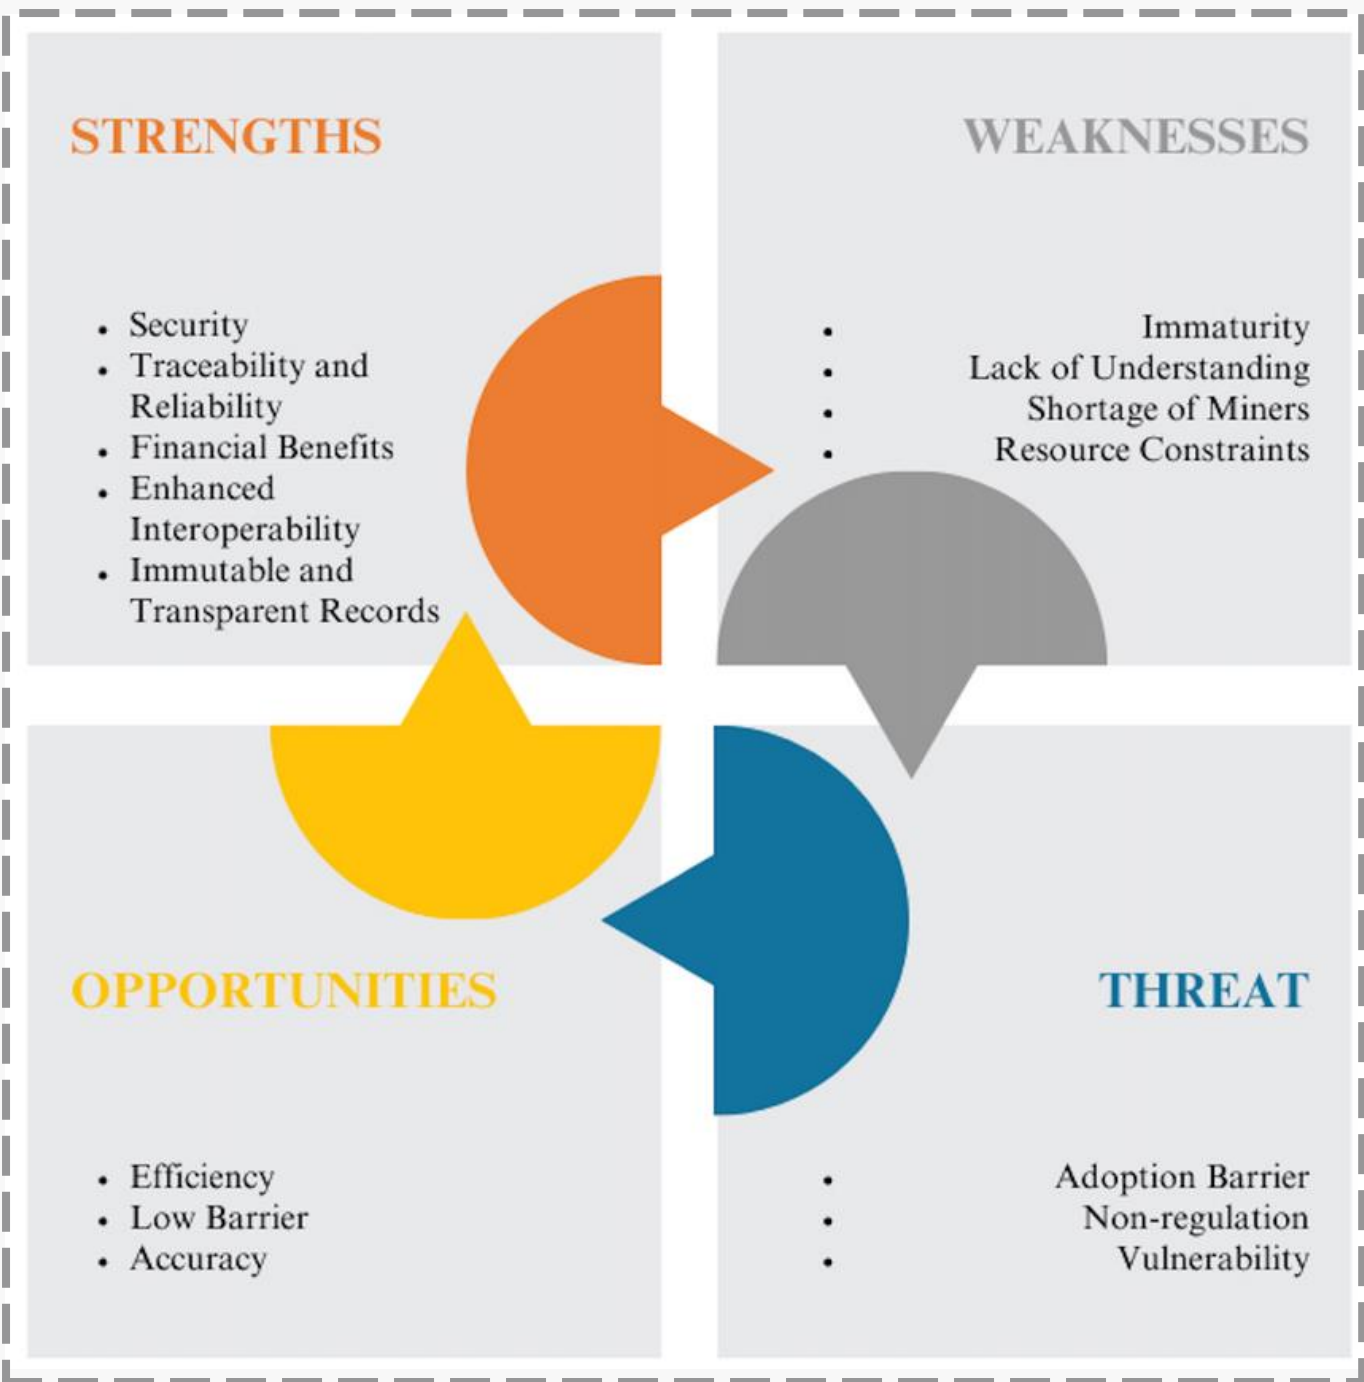 STRENGTHS
• Security
• Traceability and
Reliability
• Financial Benefits
• Enhanced
Interoperability
• Immutable and
Transparent Records
WEAKNESSES
• Immaturity
• Lack of Understanding
• Shortage of Miners
• Resource Constraints
OPPORTUNITIES
• Efficiency
• Low Barrier
• Accuracy
THREAT
• Adoption Barrier
• Non-regulation
• Vulnerability